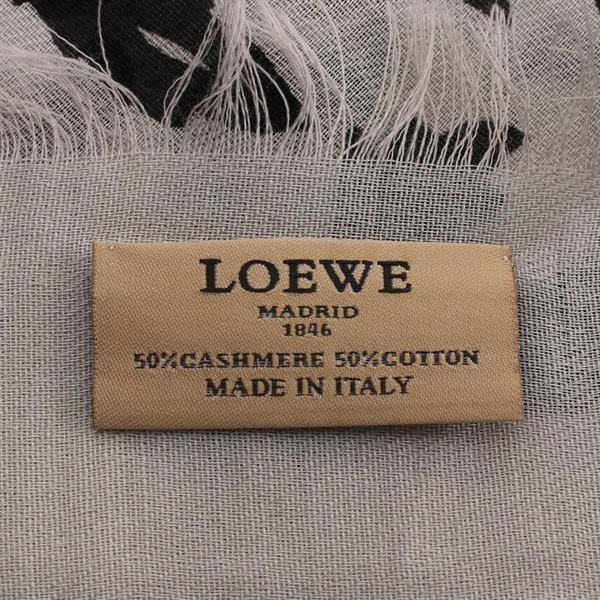 LOEWE
MADRID
1846
50%CASHMERE 50%COTTON
MADE IN ITALY